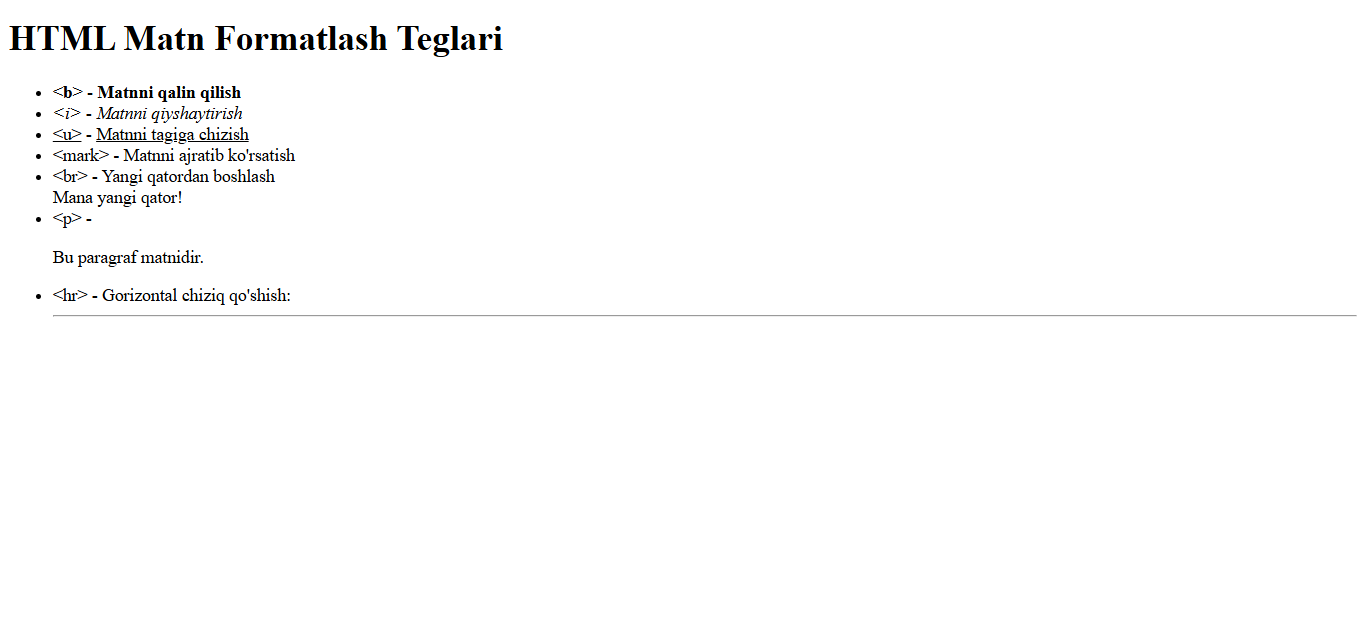 HTML Matn Formatlash Teglari
<b> - Matnni qalin qilish
<i> - Matnni qiyshaytirish
<u> - Matnni tagiga chizish
<mark> - Matnni ajratib ko'rsatish
<br> - Yangi qatordan boshlash
Mana yangi qator!
<p> -
Bu paragraf matnidir.
<hr> - Gorizontal chiziq qo'shish: